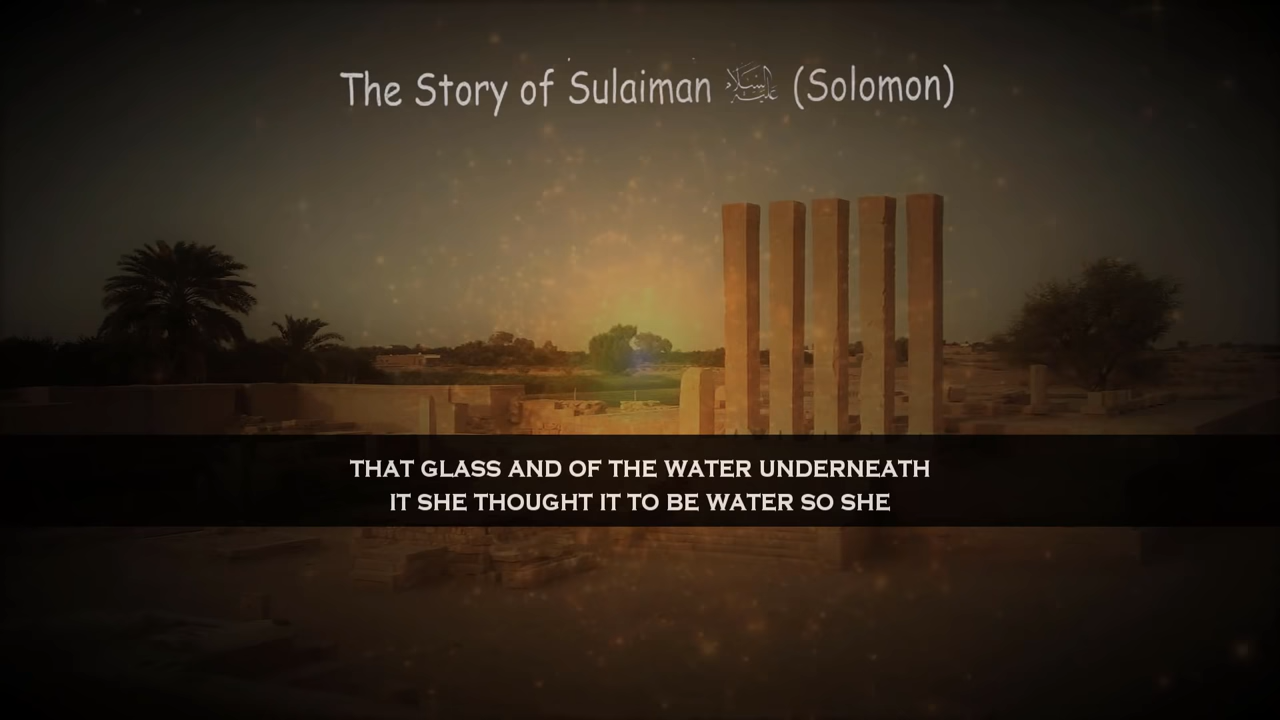 The Story of Sulaiman عليه السلام (Solomon)
THAT GLASS AND OF THE WATER UNDERNEATH
IT SHE THOUGHT IT TO BE WATER SO SHE